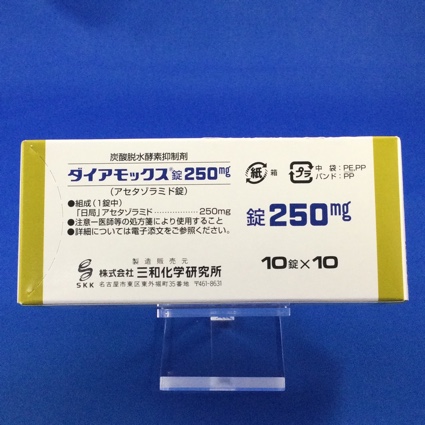 炭酸脱水酵素抑制剤
ダイアモックス®錠250mg
(アセタゾラミド錠)
●組成(1錠中)
「日局」アセタゾラミド……………250mg
●注意一医師等の処方箋により使用すること
●詳細については電子添文をご参照ください。
紙 箱
プラ 中袋:PE,PP
バンド:PP
錠250mg
10錠×10
製造販売元
SKK
株式会社 三和化学研究所
名古屋市東区東外堀町35番地 〒461-8631